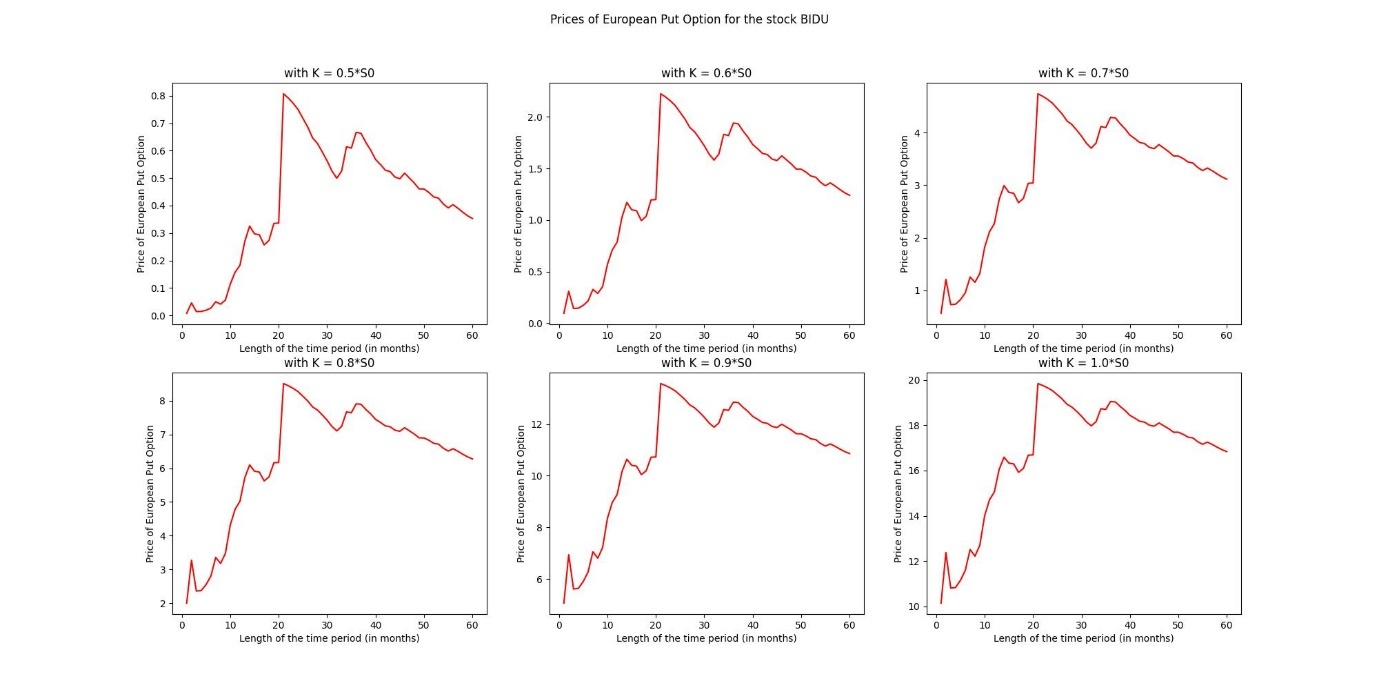 Prices of European Put Option for the stock BIDU
with K = 0.5*S0
with K = 0.6*S0
with K = 0.7*S0
Price of European Put Option
0.8
0.7
0.6
0.5
0.4
0.3
0.2
0.1
0.0
0 10 20 30 40 50 60
Length of the time period (in months)
Price of European Put Option
2.0
1.5
1.0
0.5
0.0
0 10 20 30 40 50 60
Length of the time period (in months)
Price of European Put Option
4
3
2
1
0 10 20 30 40 50 60
Length of the time period (in months)
with K = 0.8*S0
with K = 0.9*S0
with K = 1.0*S0
Price of European Put Option
8
7
6
5
4
3
2
0 10 20 30 40 50 60
Length of the time period (in months)
Price of European Put Option
12
10
8
6
0 10 20 30 40 50 60
Length of the time period (in months)
Price of European Put Option
20
18
16
14
12
10
0 10 20 30 40 50 60
Length of the time period (in months)